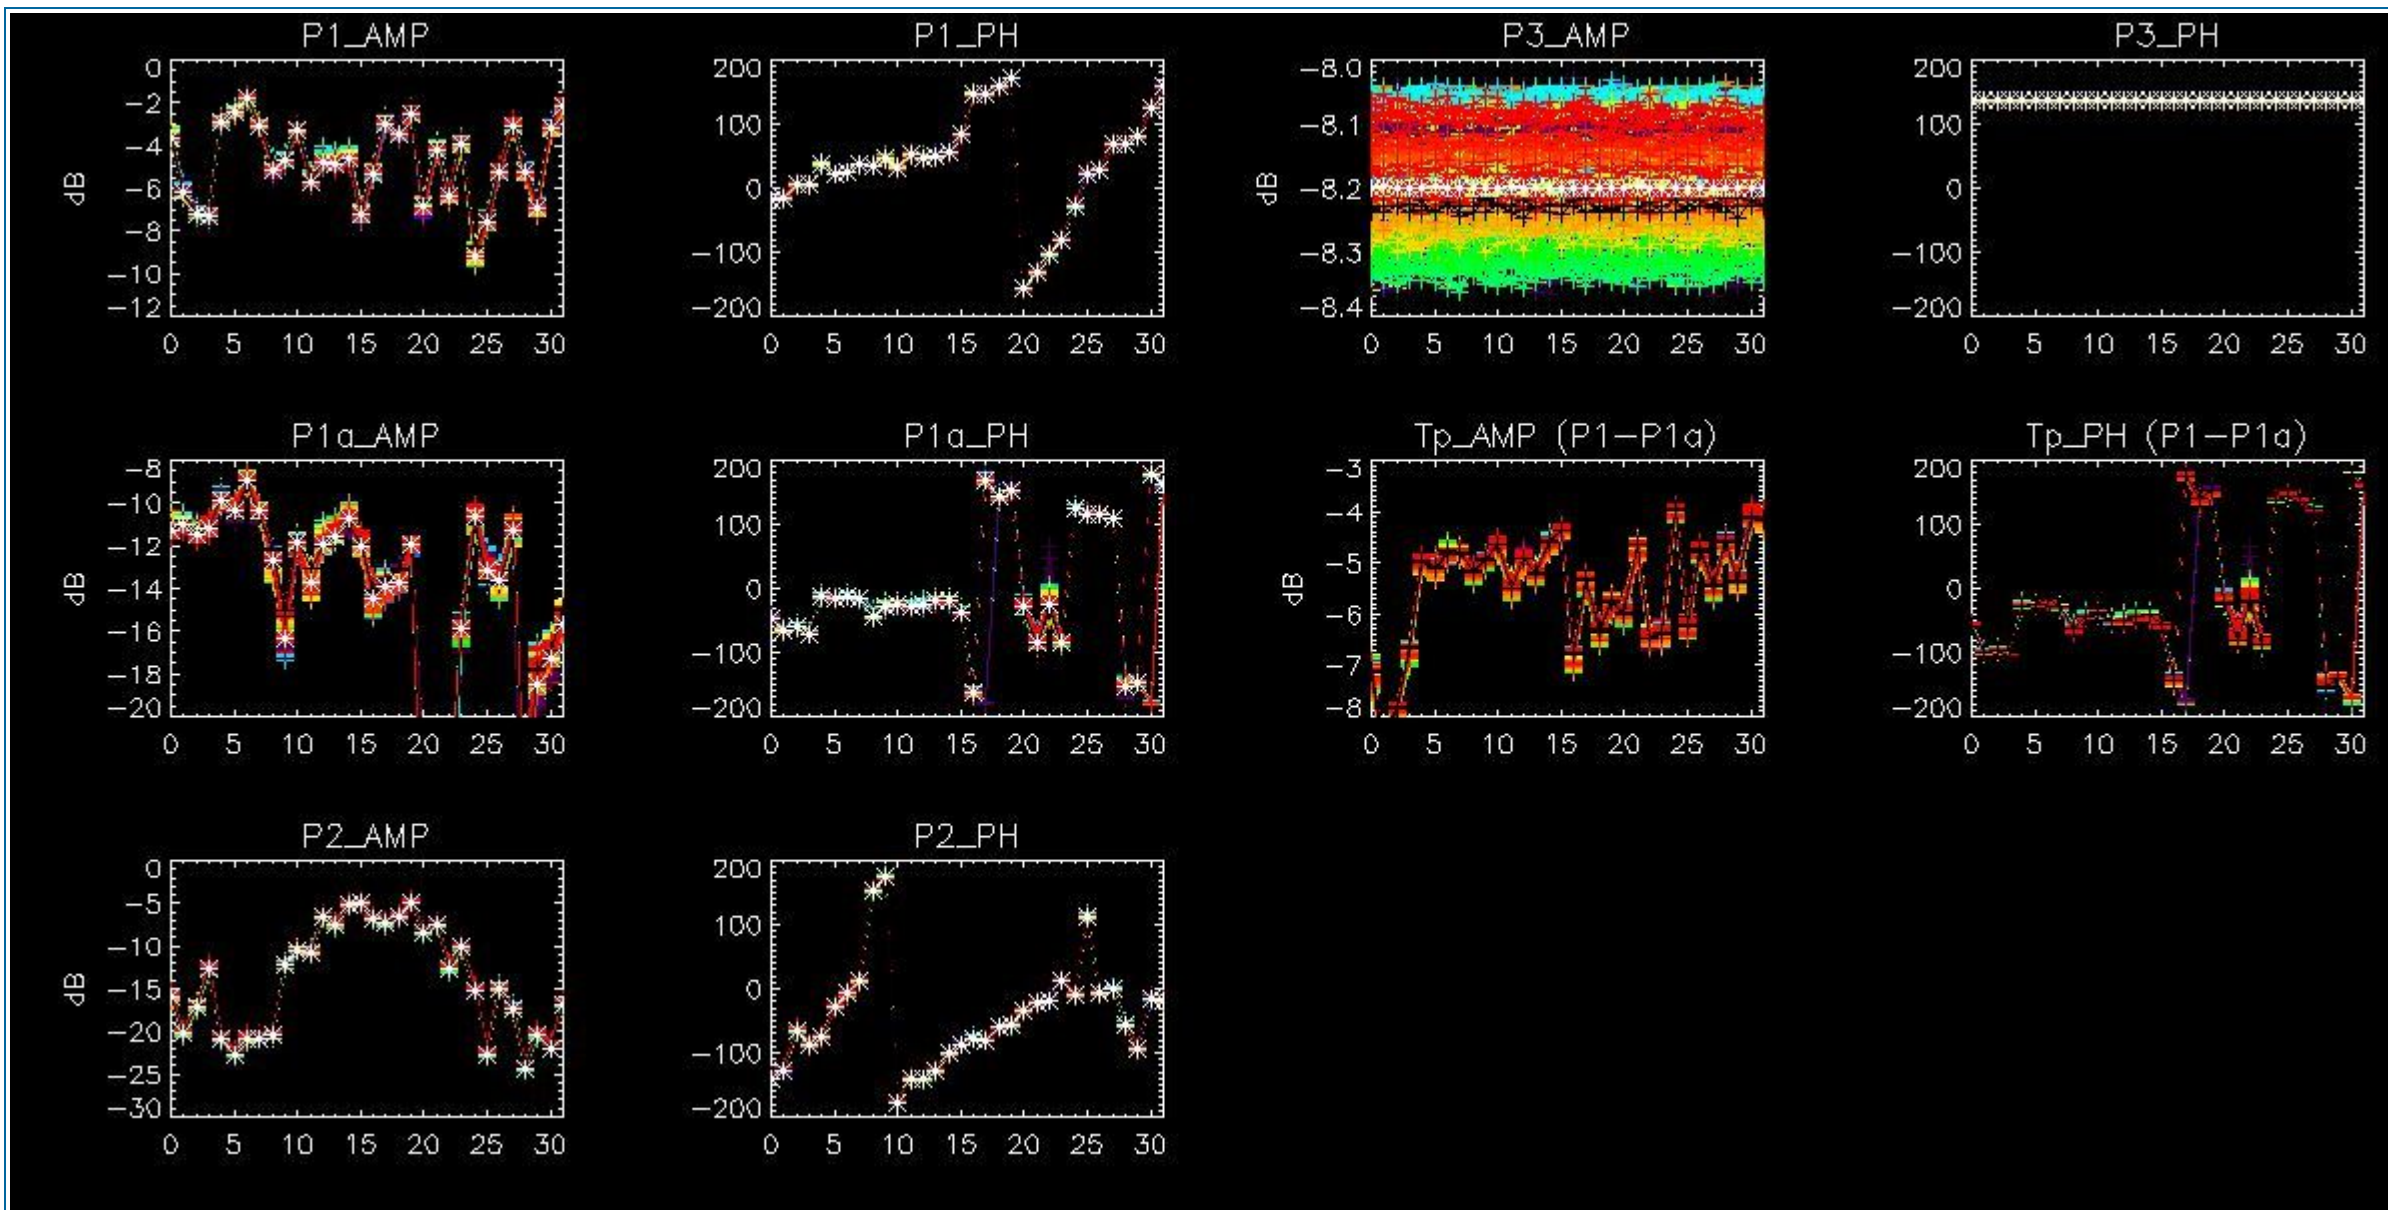 P1_AMP
P1_PH
P3_AMP
P3_PH
0
−2
−4
−6
−8
−10
−12
dB
0 5 10 15 20 25 30
200
100
0
−100
−200
0 5 10 15 20 25 30
−8.0
−8.1
−8.2
−8.3
−8.4
dB
0 5 10 15 20 25 30
200
100
0
−100
−200
0 5 10 15 20 25 30
P1a_AMP
P1a_PH
Tp_AMP (P1−P1a)
Tp_PH (P1−P1a)
−8
−10
−12
−14
−16
−18
−20
dB
0 5 10 15 20 25 30
200
100
0
−100
−200
0 5 10 15 20 25 30
−3
−4
−5
−6
−7
−8
dB
0 5 10 15 20 25 30
200
100
0
−100
−200
0 5 10 15 20 25 30
P2_AMP
P2_PH
0
−5
−10
−15
−20
−25
−30
dB
0 5 10 15 20 25 30
200
100
0
−100
−200
0 5 10 15 20 25 30